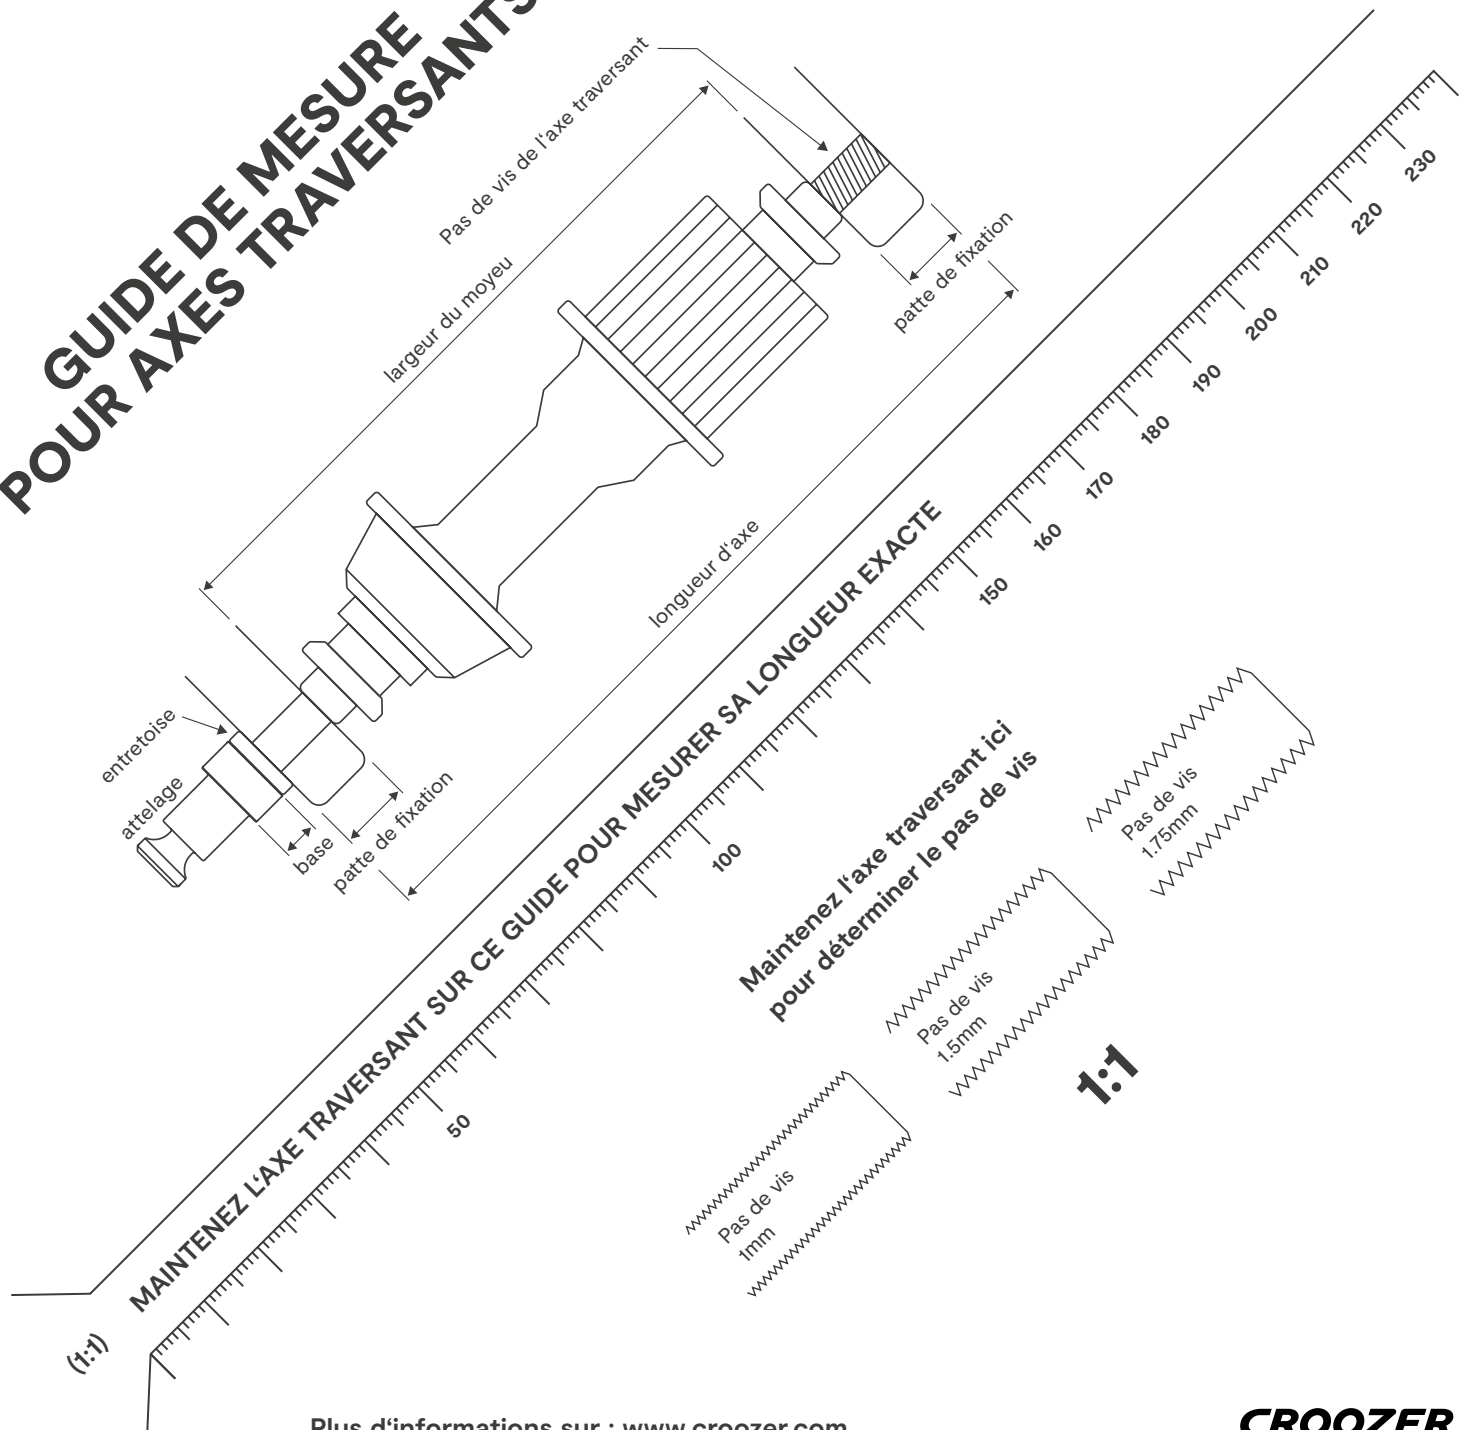 GUIDE DE MESURE
POUR AXES TRAVERSANTS
Pas de vis de l‘axe traversant
largeur du moyeu
patte de fixation
longueur d‘axe
entretoise
attelage
base
patte de fixation
MAINTENEZ L‘AXE TRAVERSANT SUR CE GUIDE POUR MESURER SA LONGUEUR EXACTE
(1:1)
50
100
150
160
170
180
190
200
210
220
230
Maintenez l‘axe traversant ici
pour déterminer le pas de vis
Pas de vis
1.75mm
Pas de vis
1.5mm
Pas de vis
1mm
1:1
Plus d‘informations sur : www.croozer.com
CROOZER